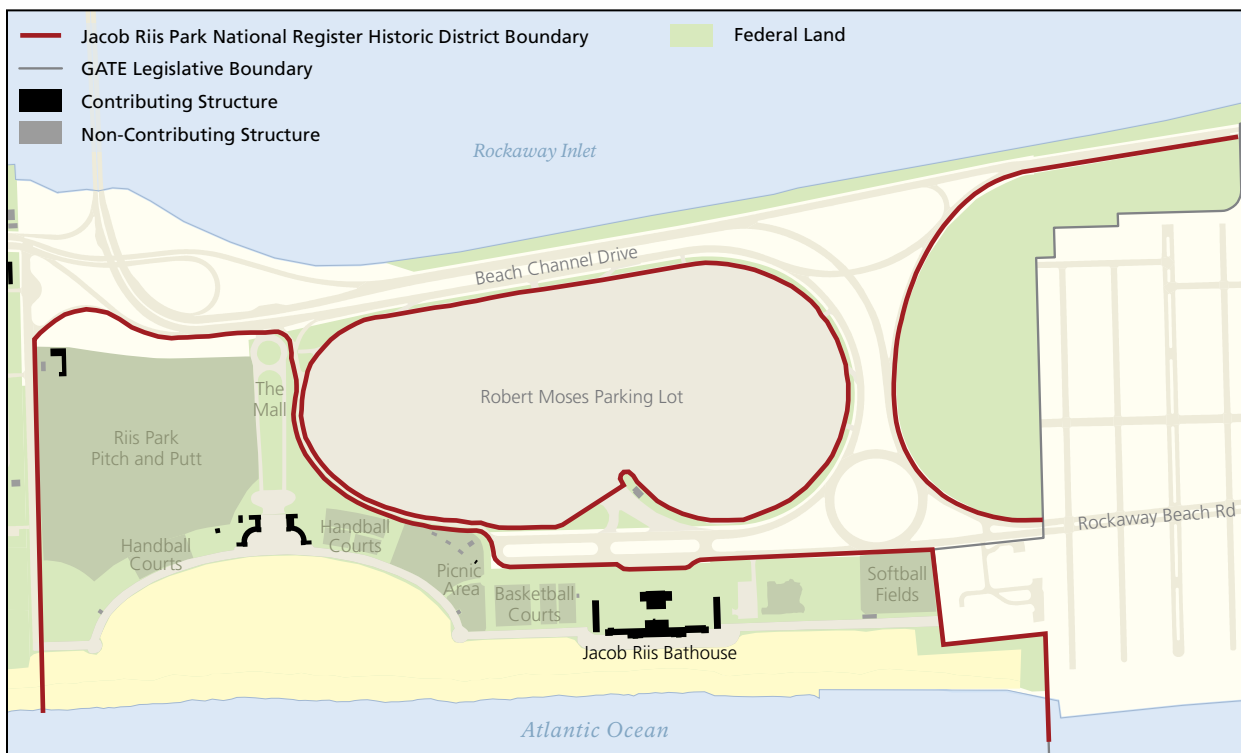 Jacob Riis Park National Register Historic District Boundary
GATE Legislative Boundary
Contributing Structure
Non-Contributing Structure
Federal Land
Rockaway Inlet
Beach Channel Drive
The
Mall
Robert Moses Parking Lot
Riis Park
Pitch and Putt
Rockaway Beach Rd
Handball
Courts
Handball
Courts
Picnic
Area
Basketball
Courts
Softball
Fields
Jacob Riis Bathouse
Atlantic Ocean